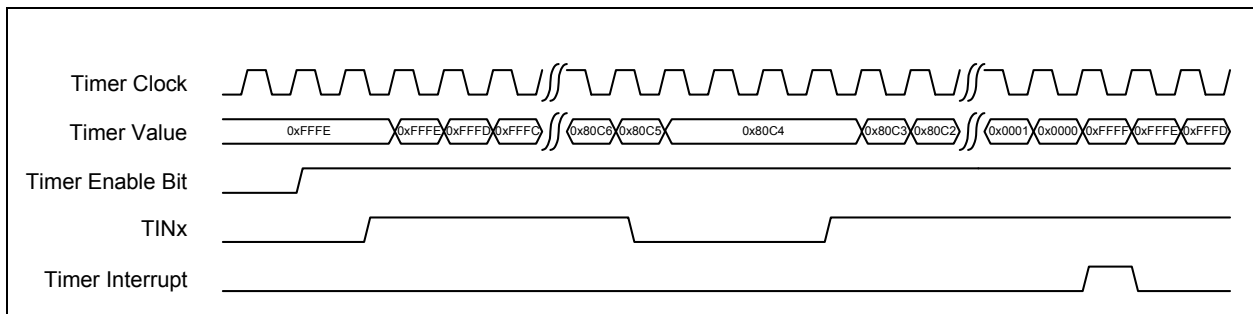 Timer Clock
Timer Value 0xFFFE 0xFFFE 0xFFFD 0xFFFC 0x80C6 0x80C5 0x80C4 0x80C3 0x80C2 0x0001 0x0000 0xFFFF 0xFFFE 0xFFFD
Timer Enable Bit
TINx
Timer Interrupt